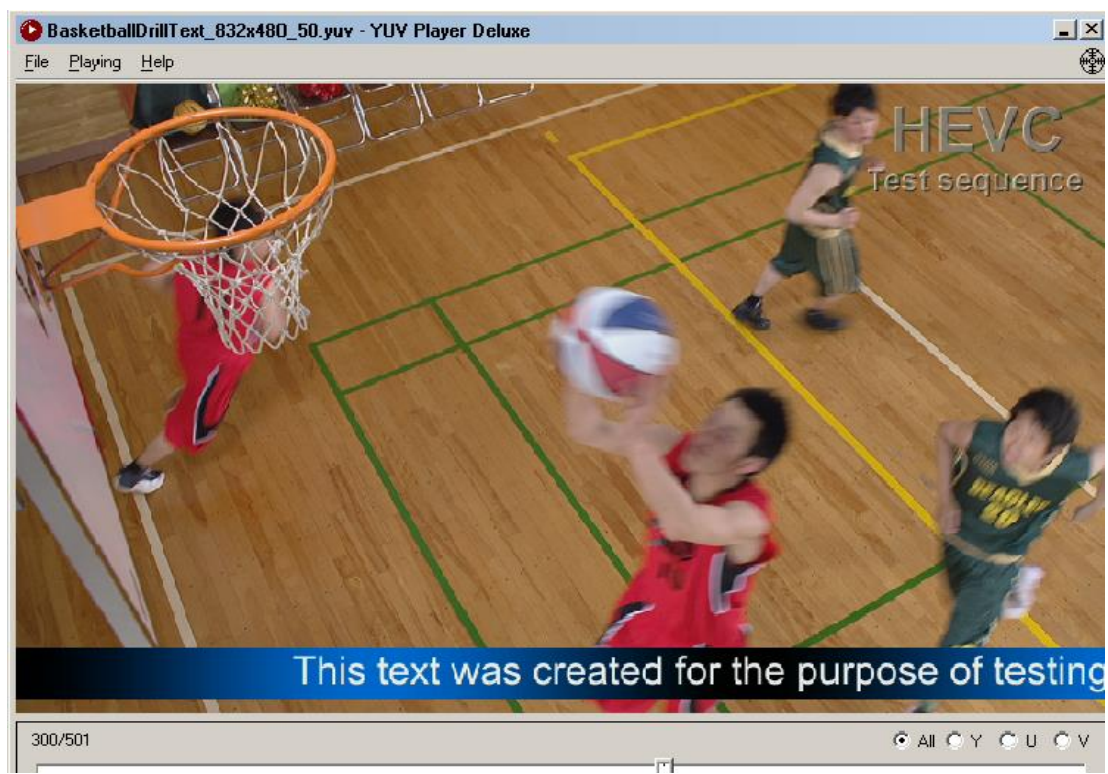 BasketballDrillText_832x480_50.yuv - YUV Player Deluxe
File Playing Help
HEVC
Test sequence
This text was created for the purpose of testing
300/501
All Y U V